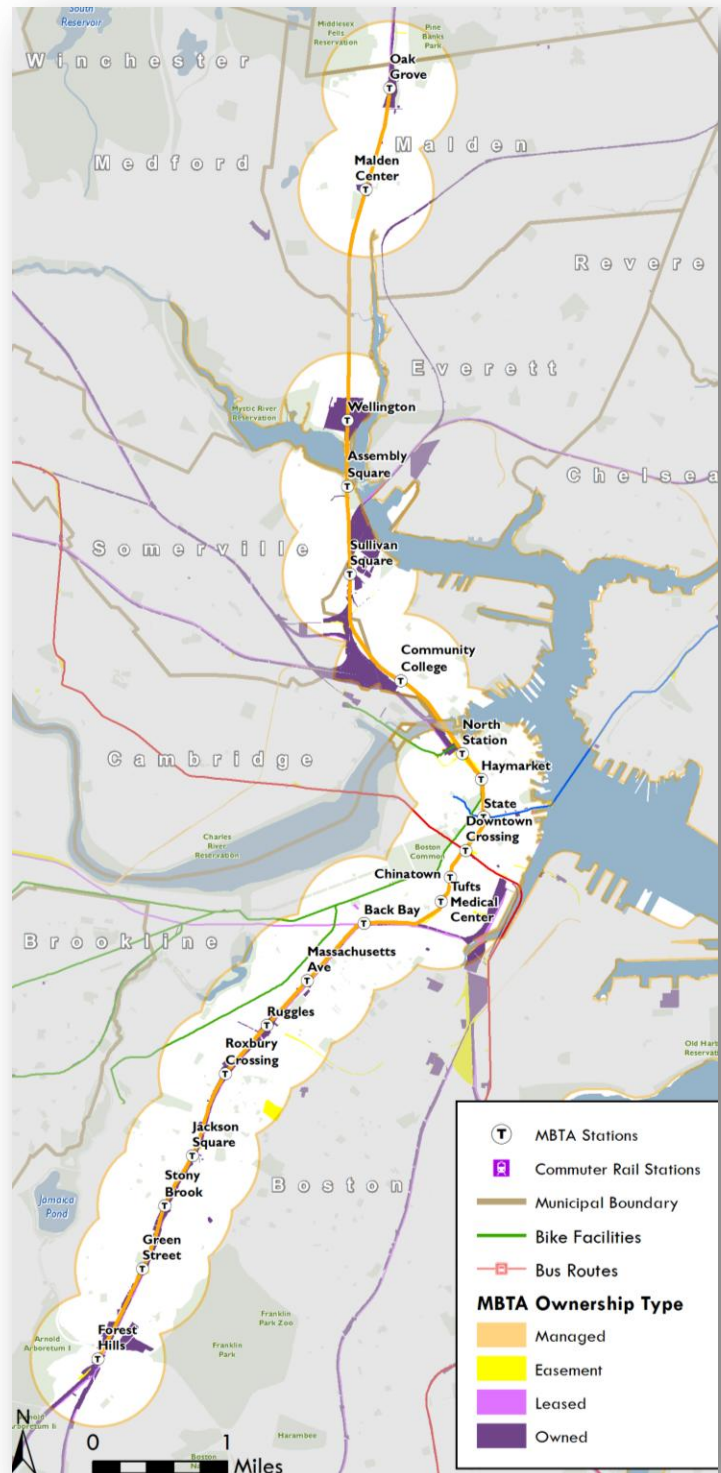 South
Reservoir
Middlesex
Fells
Reservation
Pine
Banks
Park
Winchester
Oak
Grove
Malden
Medford
Malden
Center
Revere
Everett
Mystic River
Reservation
Wellington
Assembly
Square
Chelsea
Somerville
Sullivan
Square
Community
College
North
Station
Cambridge
Haymarket
State
Downtown
Crossing
Charles
River
Reservation
Boston
Common
Chinatown
Tufts
Medical
Center
Back Bay
Brookline
Massachusetts
Ave
Ruggles
Roxbury
Crossing
Old Har
Reserva
Jackson
Square
Stony
Brook
Boston
Jamaica
Pond
Green
Street
Forest
Hills
Arnold
Arboretum I
Franklin
Park Zoo
Franklin
Park
Harambee
N
0 1
Miles
T MBTA Stations
Commuter Rail Stations
Municipal Boundary
Bike Facilities
Bus Routes
MBTA Ownership Type
Managed
Easement
Leased
Owned